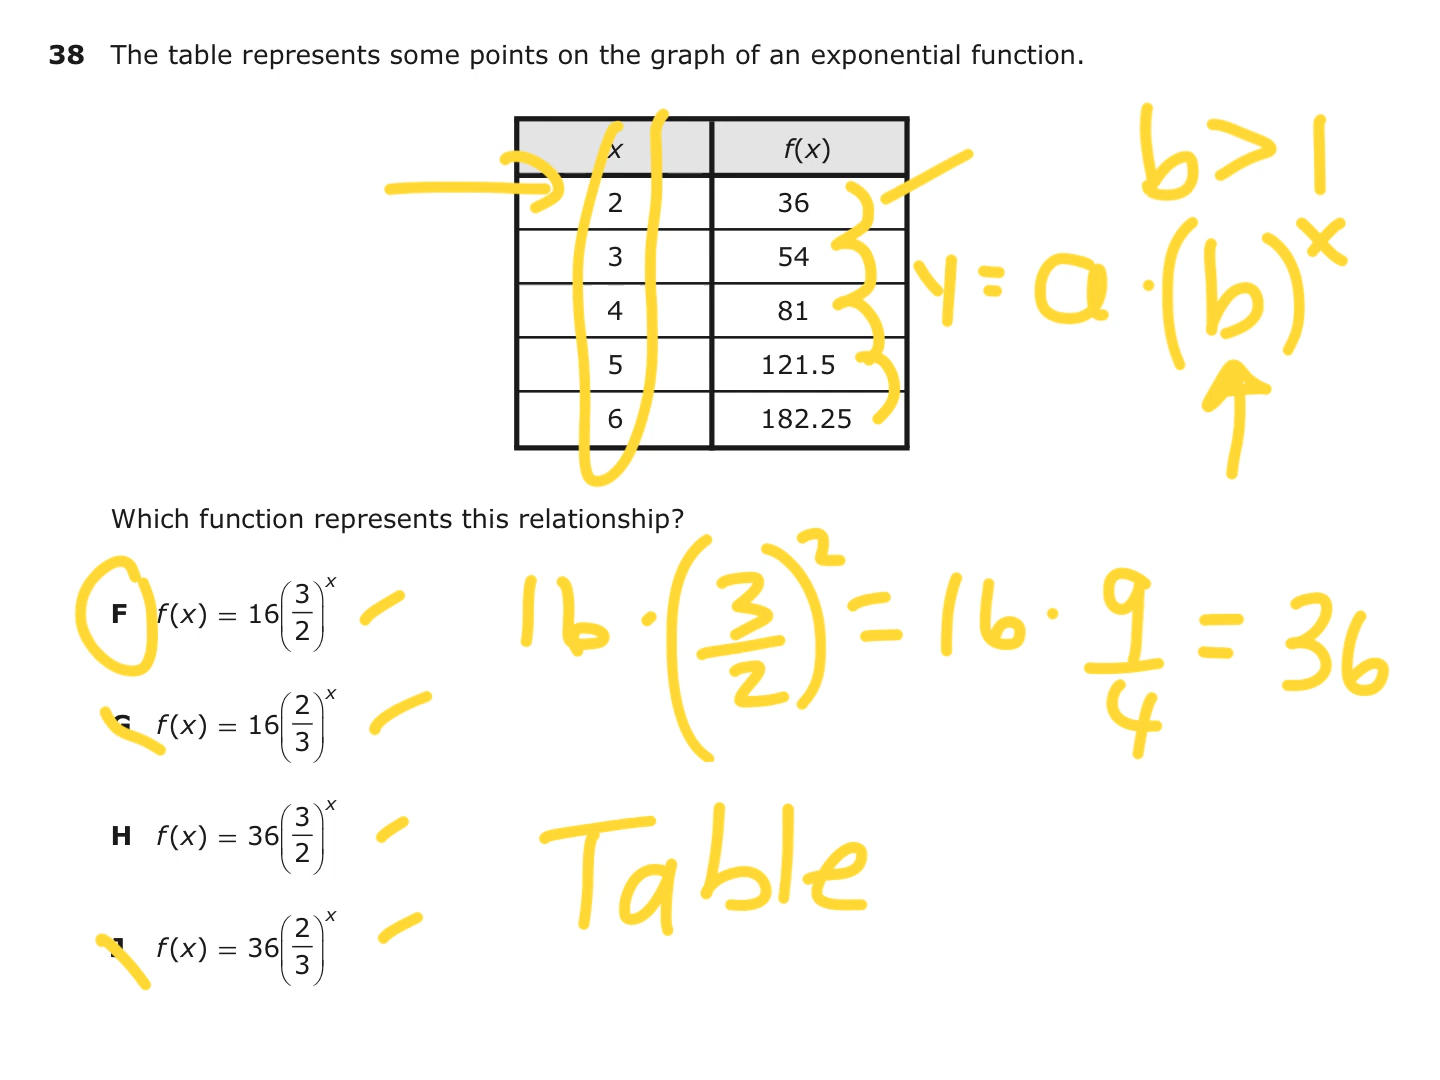 38 The table represents some points on the graph of an exponential function.
x f(x)
2 36
3 54
4 81
5 121.5
6 182.25
b > 1
y = a · (b)^x
Which function represents this relationship?
F f(x) = 16(3/2)^x
16 · (3/2)^2 = 16 · 9/4 = 36
G f(x) = 16(2/3)^x
H f(x) = 36(3/2)^x
Table
J f(x) = 36(2/3)^x